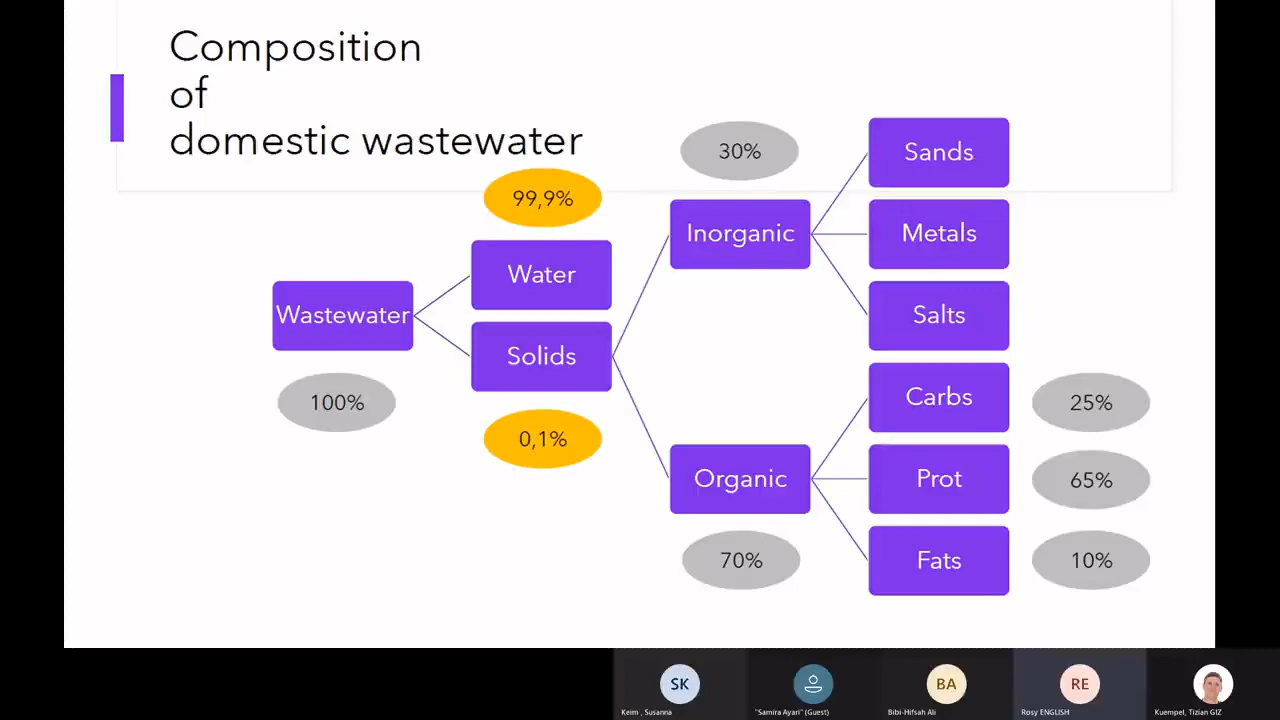 Composition
of
domestic wastewater
99,9%
30%
Sands
Inorganic
Metals
Water
Wastewater
Salts
Solids
100%
Carbs
25%
0,1%
Organic
Prot
65%
70%
Fats
10%
SK
BA
RE
Keim , Susanna
"Samira Ayari" (Guest)
Bibi-Hifsah Ali
Rosy ENGLISH
Kuempel, Tizian GIZ